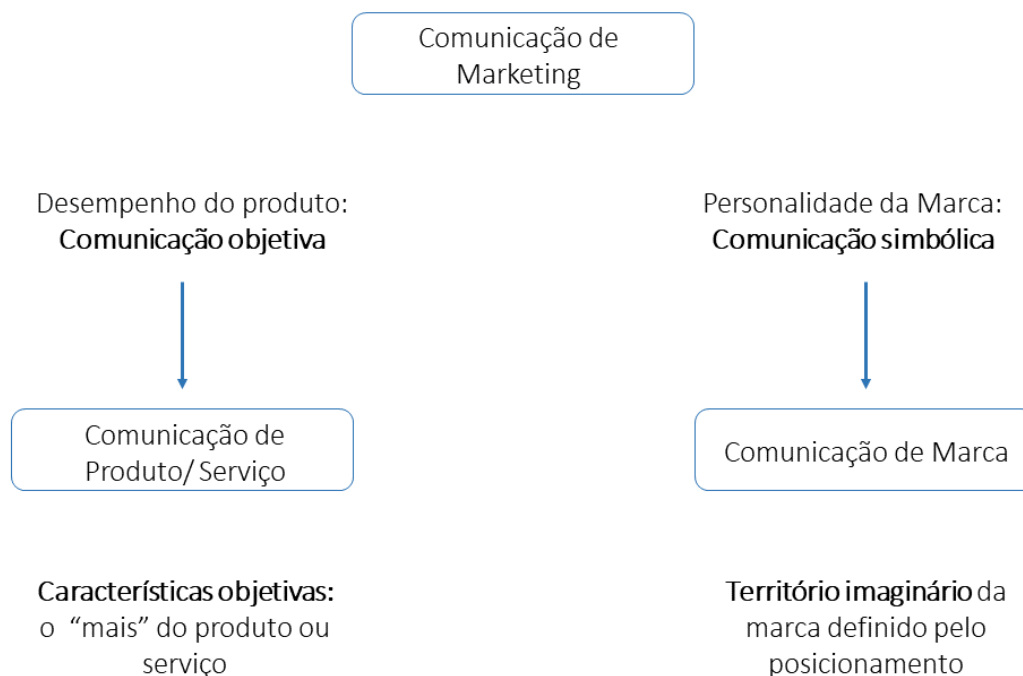 Comunicação de
Marketing
Desempenho do produto:
Comunicação objetiva
Personalidade da Marca:
Comunicação simbólica
Comunicação de
Produto/ Serviço
Comunicação de Marca
Características objetivas:
o “mais” do produto ou
serviço
Território imaginário da
marca definido pelo
posicionamento